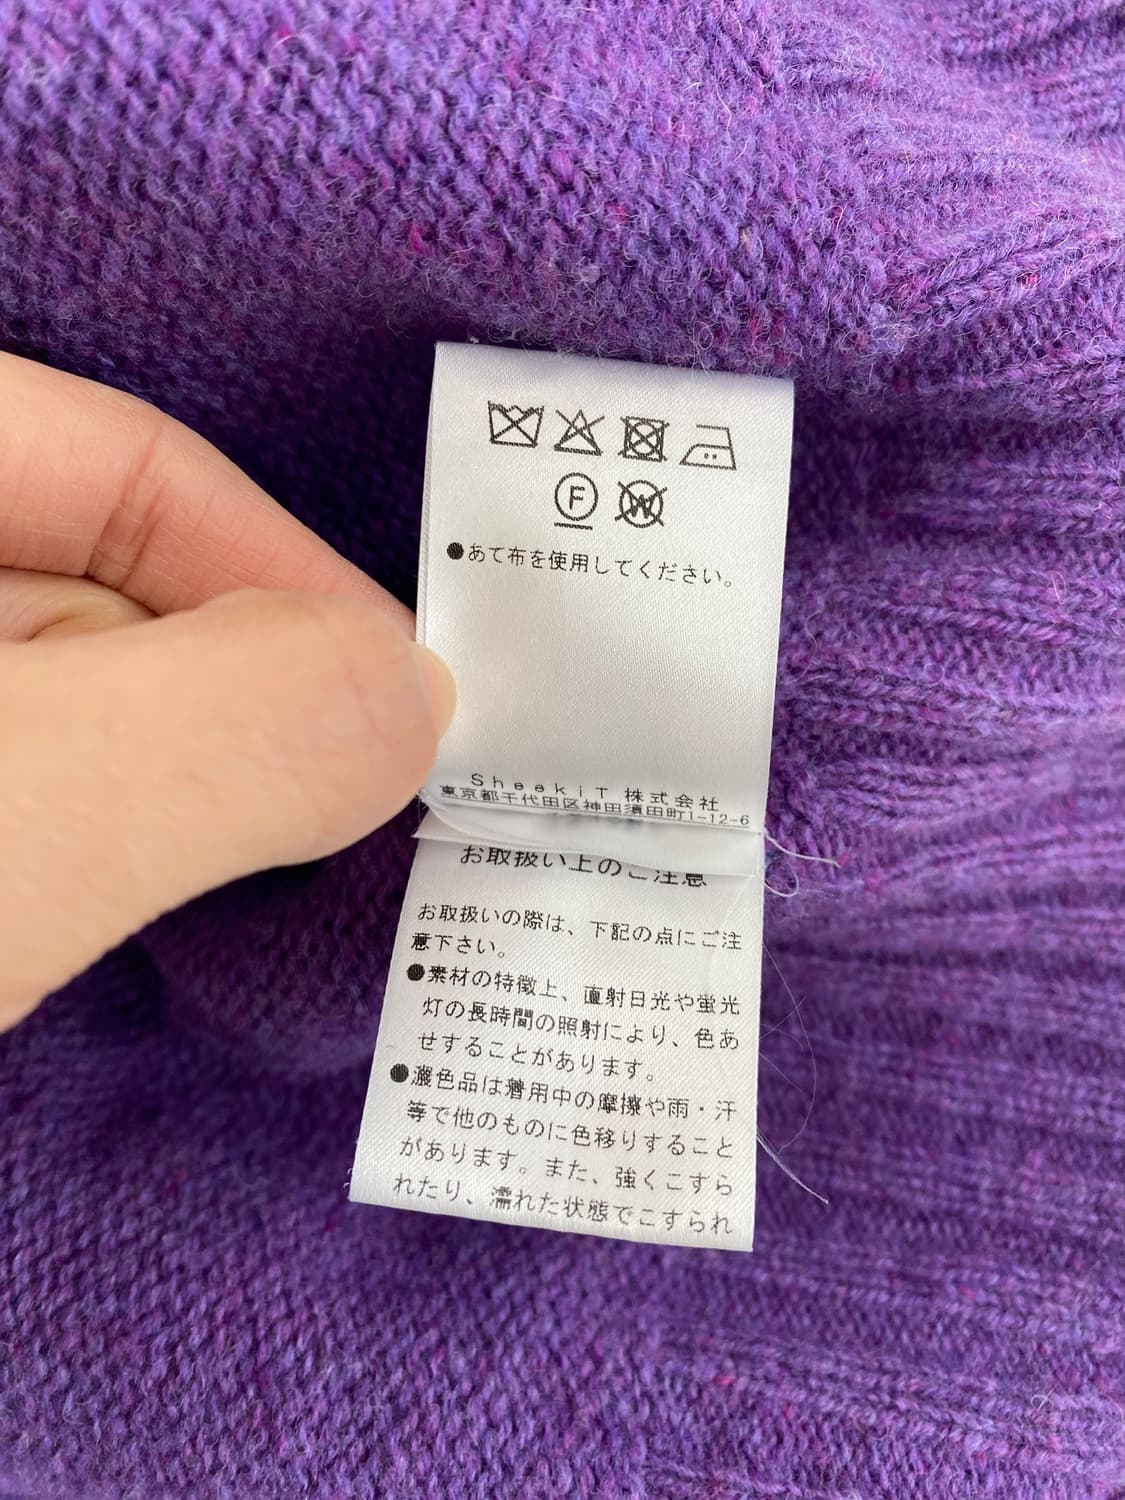 F
W
●あて布を使用してください。
SheekiT 株式会社
東京都千代田区神田須田町1-12-6
お取扱い上のご注意
お取扱いの際は、下記の点にご注
意下さい。
●素材の特徴上、直射日光や蛍光
灯の長時間の照射により、色あ
せすることがあります。
●濃色品は着用中の摩擦や雨・汗
等で他のものに色移りすること
があります。また、強くこすら
れたり、濡れた状態でこすられ